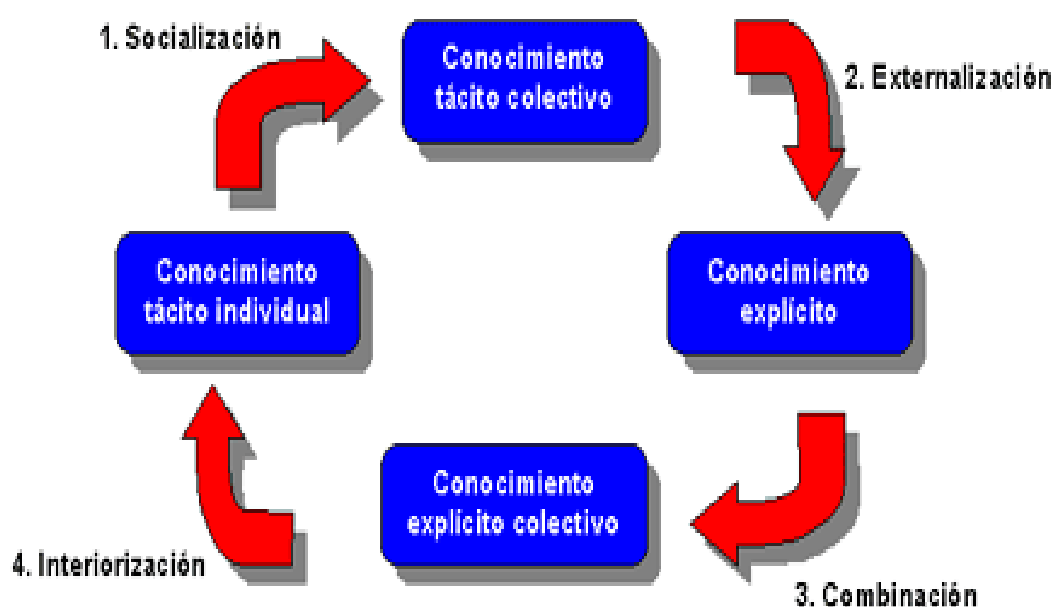 1. Socialización
Conocimiento
tácito colectivo
2. Externalización
Conocimiento
tácito individual
Conocimiento
explícito
Conocimiento
explícito colectivo
4. Interiorización
3. Combinación